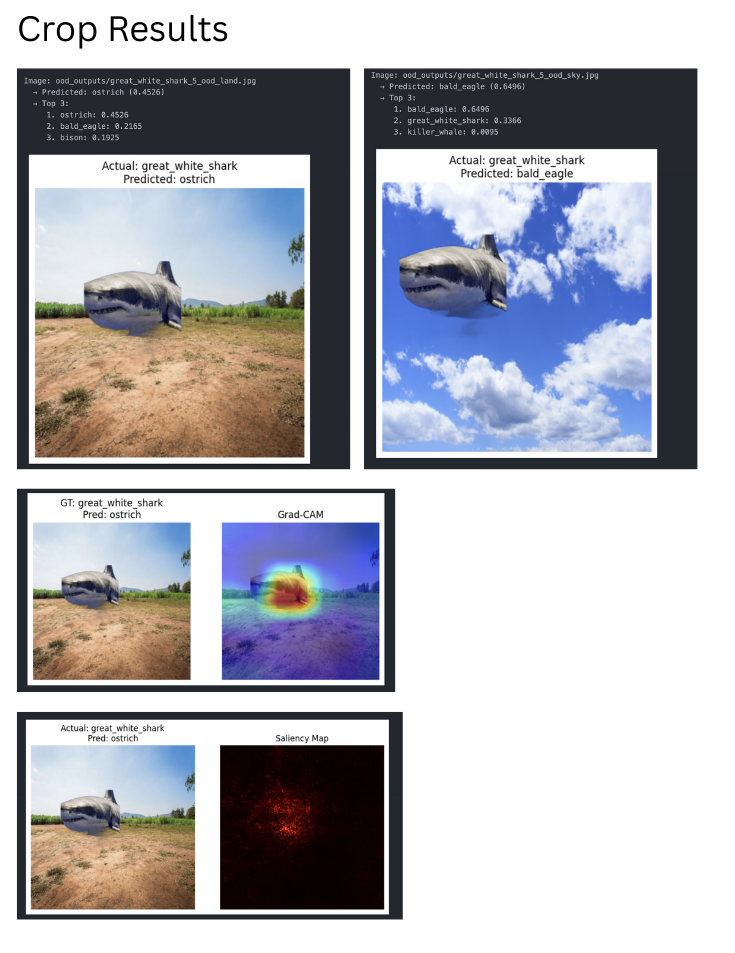 Crop Results
Image: ood_outputs/great_white_shark_5_ood_land.jpg
→ Predicted: ostrich (0.4526)
→ Top 3:
1. ostrich: 0.4526
2. bald_eagle: 0.2165
3. bison: 0.1925
Actual: great_white_shark
Predicted: ostrich
Image: ood_outputs/great_white_shark_5_ood_sky.jpg
→ Predicted: bald_eagle (0.6496)
→ Top 3:
1. bald_eagle: 0.6496
2. great_white_shark: 0.3366
3. killer_whale: 0.0095
Actual: great_white_shark
Predicted: bald_eagle
GT: great_white_shark
Pred: ostrich
Grad-CAM
Actual: great_white_shark
Pred: ostrich
Saliency Map